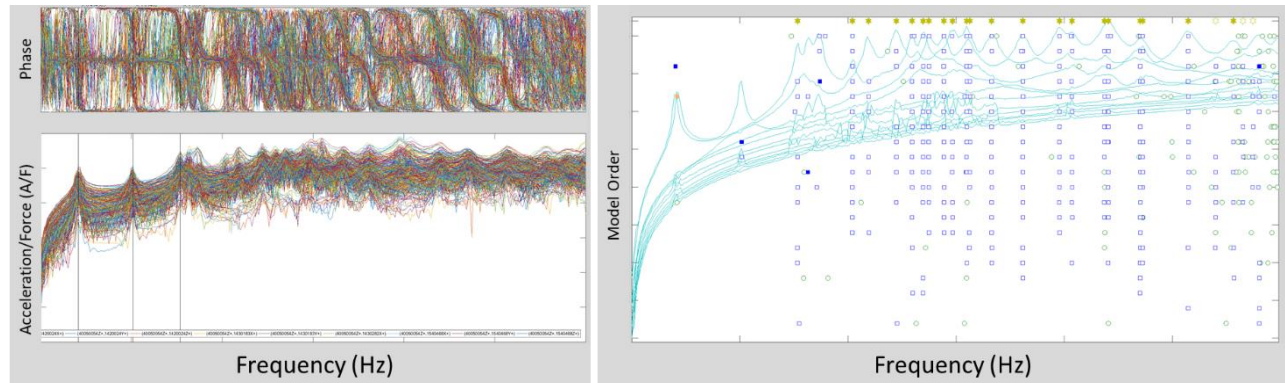 Phase
Acceleration/Force (A/F)
Frequency (Hz)
Model Order
Frequency (Hz)